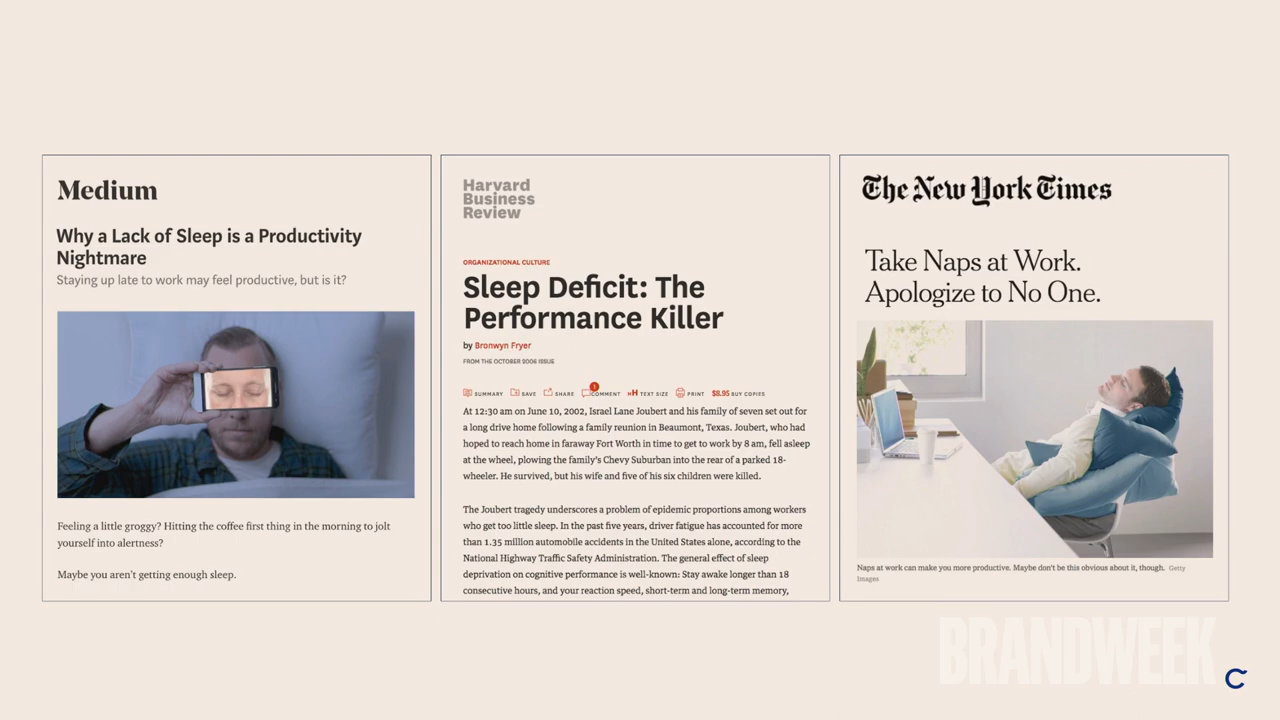 Medium
Why a Lack of Sleep is a Productivity
Nightmare
Staying up late to work may feel productive, but is it?
Feeling a little groggy? Hitting the coffee first thing in the morning to jolt
yourself into alertness?
Maybe you aren't getting enough sleep.
Harvard
Business
Review
ORGANIZATIONAL CULTURE
Sleep Deficit: The
Performance Killer
by Bronwyn Fryer
FROM THE OCTOBER 2006 ISSUE
SUMMARY SAVE SHARE 1 COMMENT HH TEXT SIZE PRINT $8.95 BUY COPIES
At 12:30 am on June 10, 2002, Israel Lane Joubert and his family of seven set out for
a long drive home following a family reunion in Beaumont, Texas. Joubert, who had
hoped to reach home in faraway Fort Worth in time to get to work by 8 am, fell asleep
at the wheel, plowing the family's Chevy Suburban into the rear of a parked 18-
wheeler. He survived, but his wife and five of his six children were killed.
The Joubert tragedy underscores a problem of epidemic proportions among workers
who get too little sleep. In the past five years, driver fatigue has accounted for more
than 1.35 million automobile accidents in the United States alone, according to the
National Highway Traffic Safety Administration. The general effect of sleep
deprivation on cognitive performance is well-known: Stay awake longer than 18
consecutive hours, and your reaction speed, short-term and long-term memory,
The New York Times
Take Naps at Work.
Apologize to No One.
Naps at work can make you more productive. Maybe don't be this obvious about it, though. Getty
Images
BRANDWEEK
C